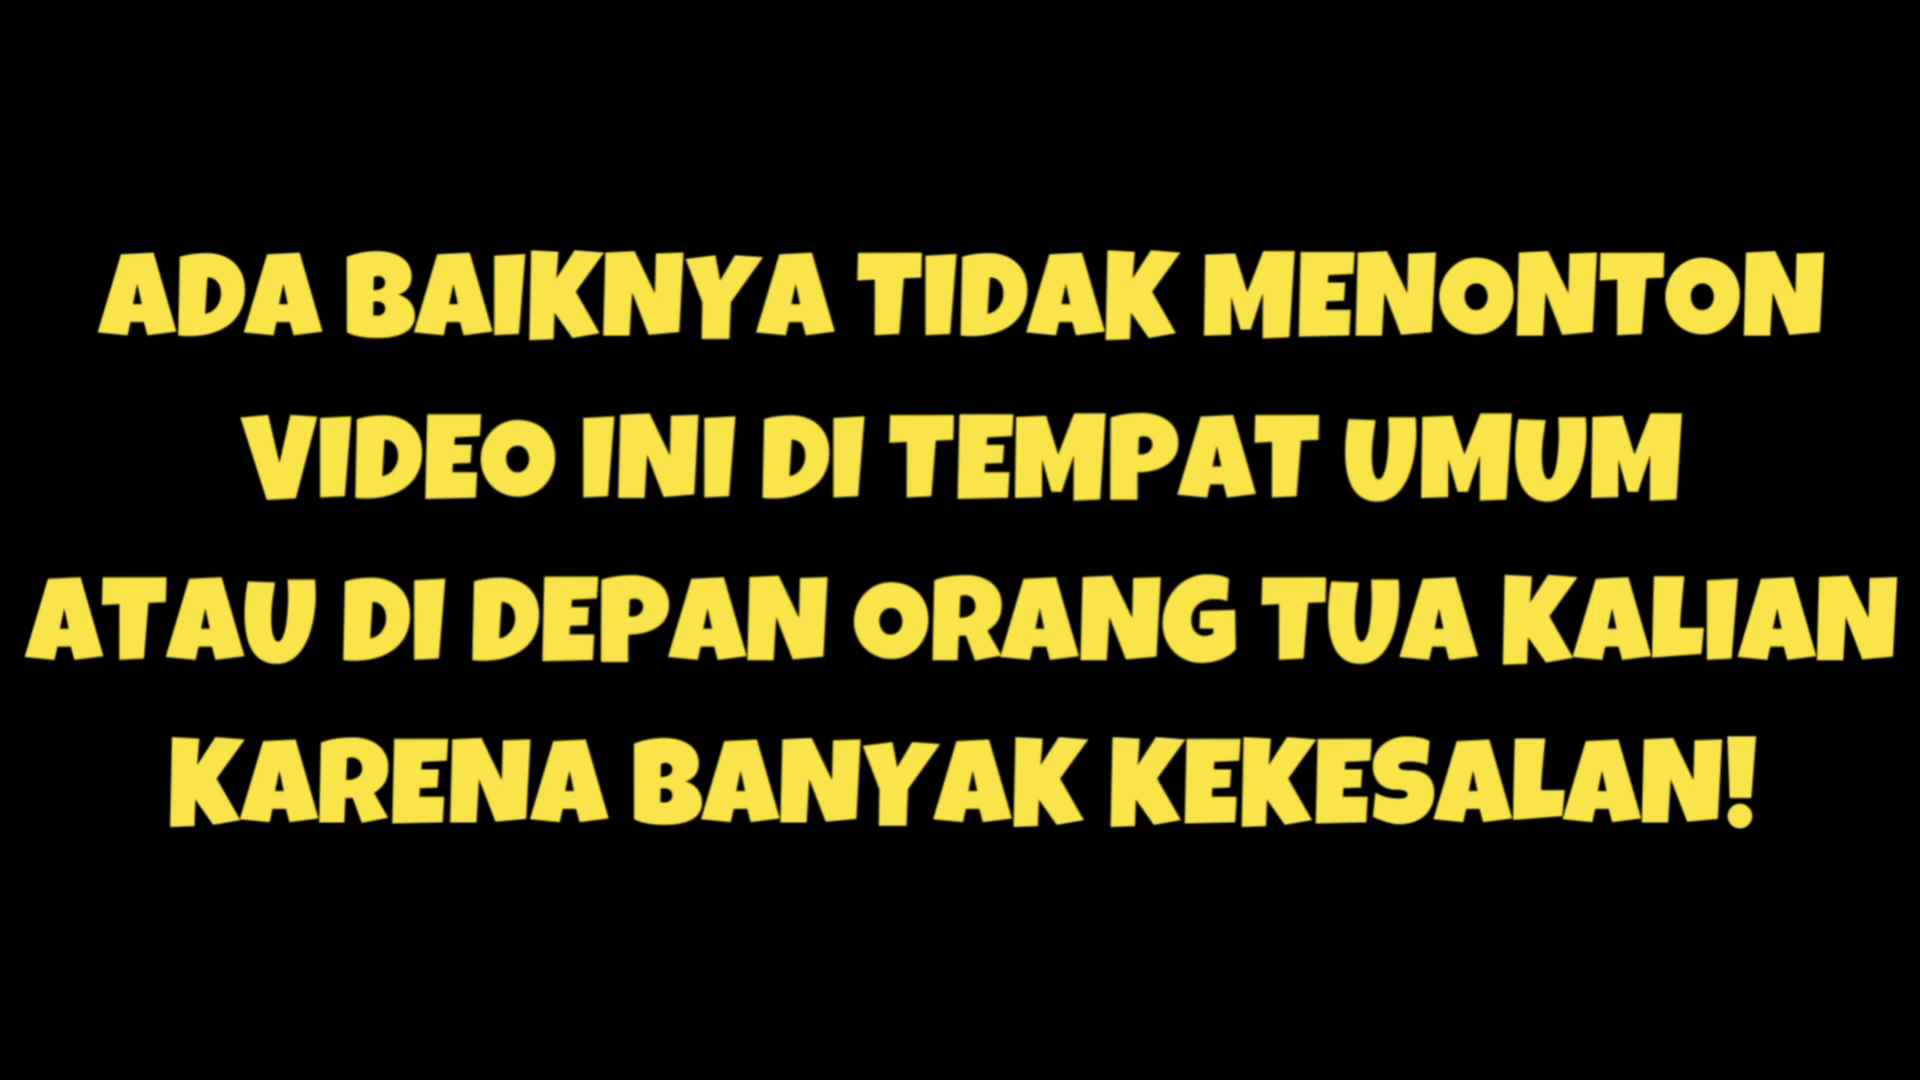 ADA BAIKNYA TIDAK MENONTON
VIDEO INI DI TEMPAT UMUM
ATAU DI DEPAN ORANG TUA KALIAN
KARENA BANYAK KEKESALAN!